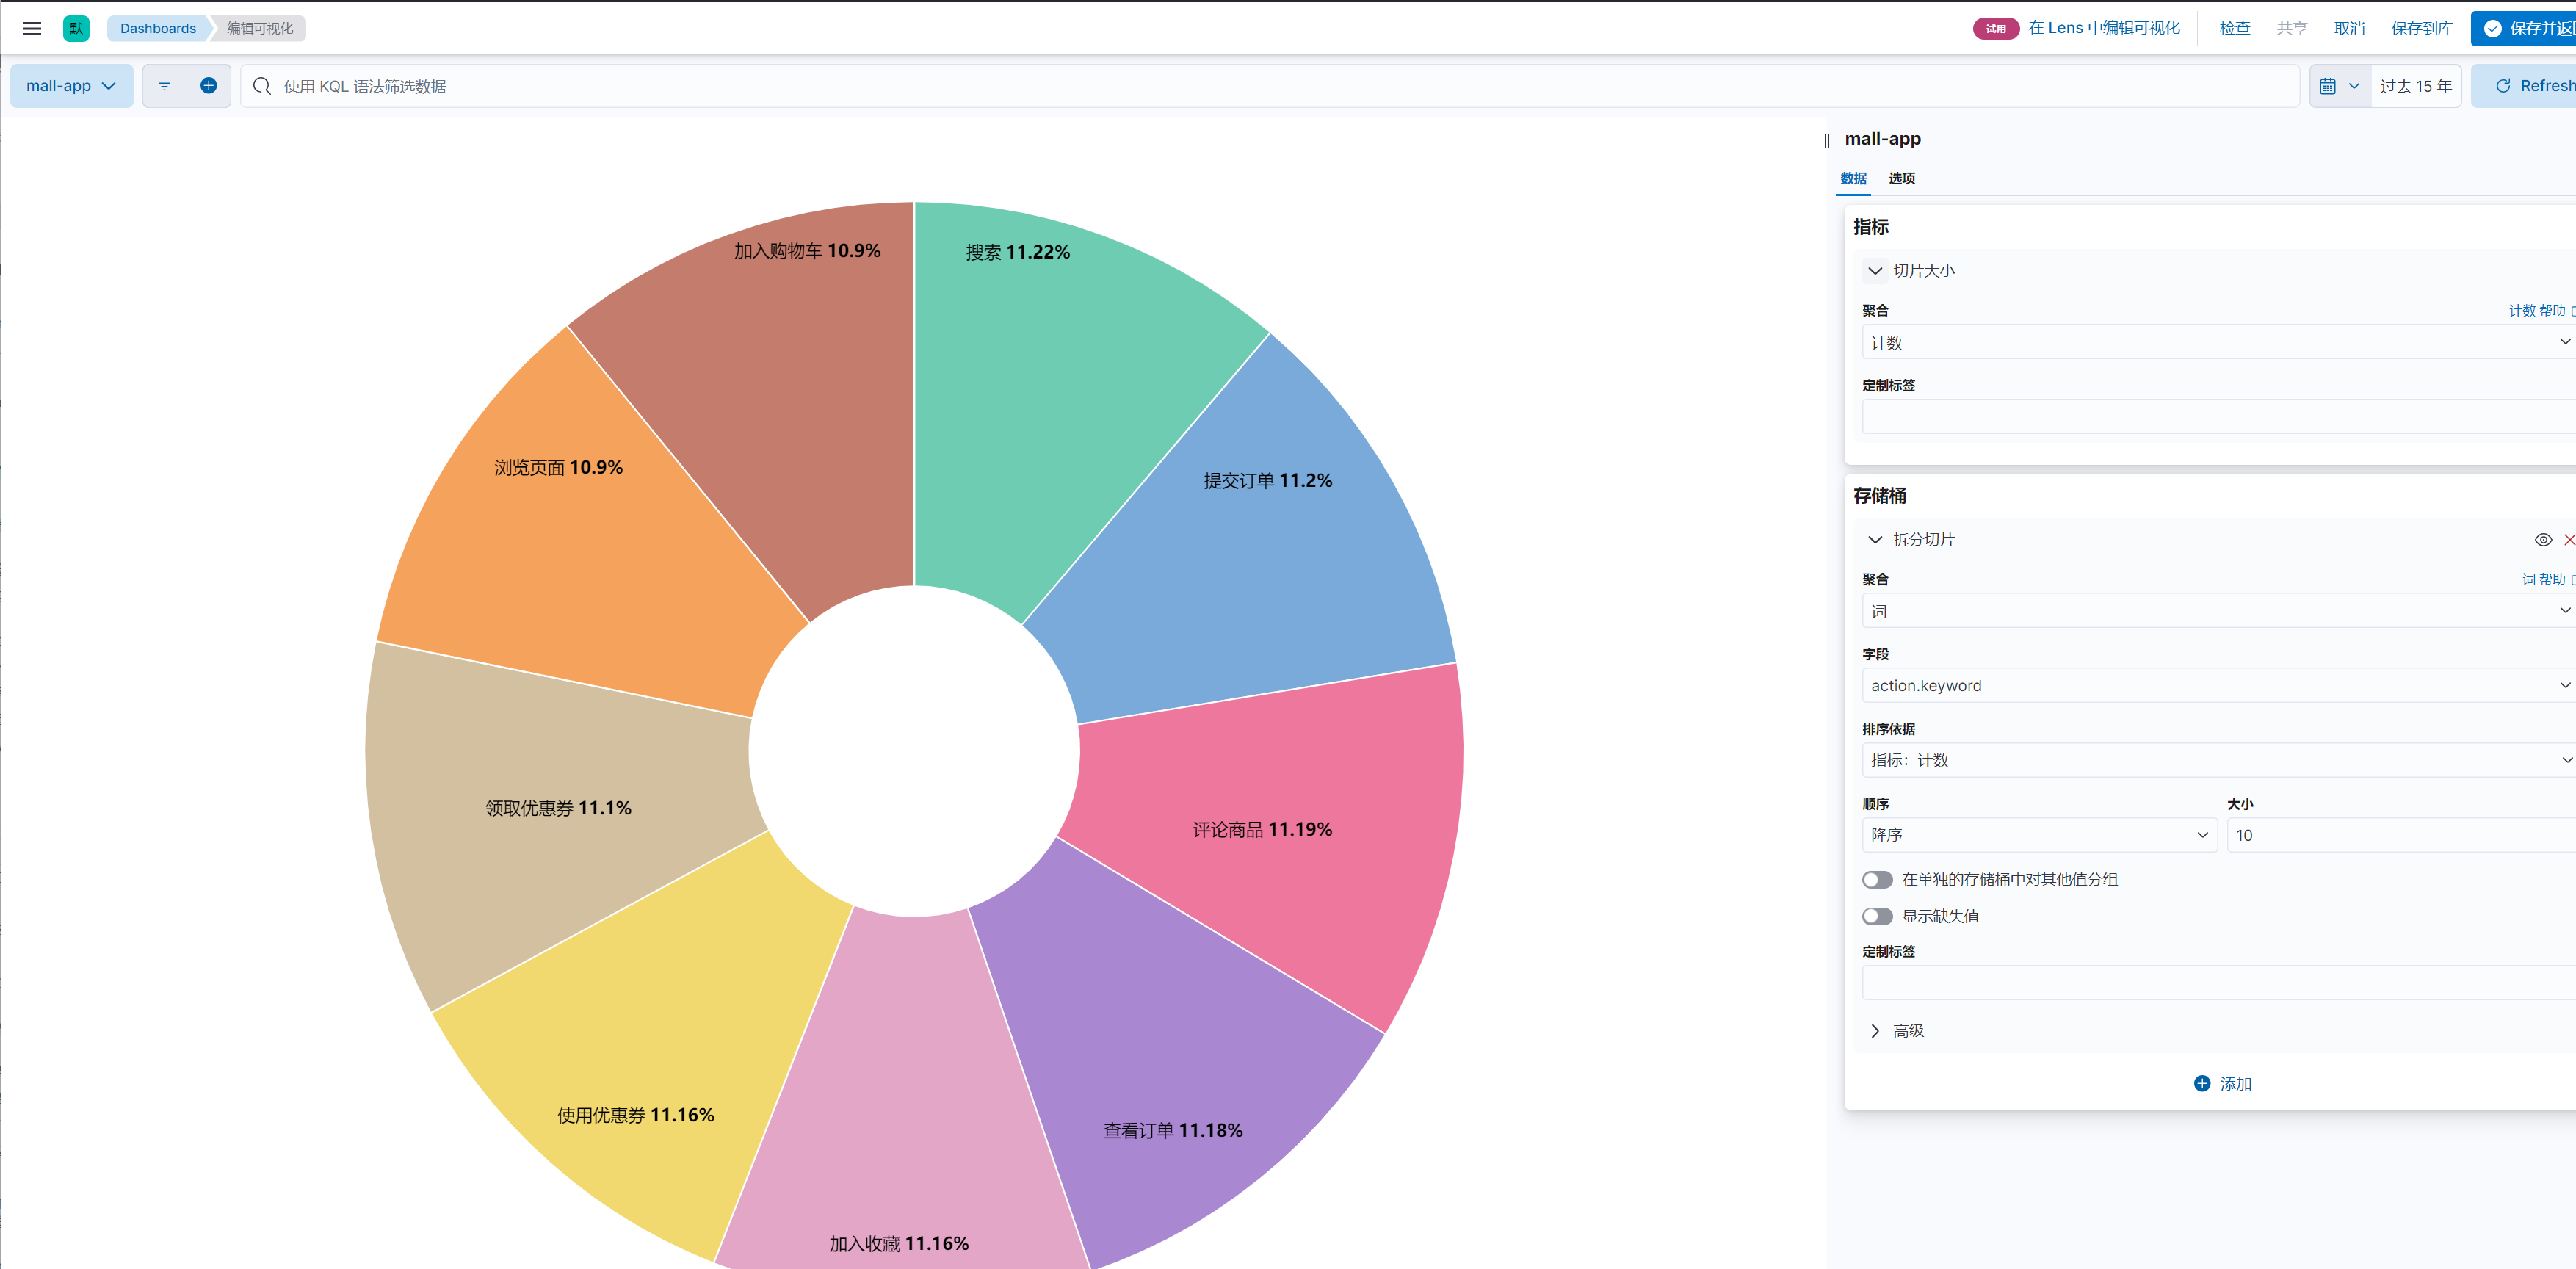 默 Dashboards 编辑可视化 试用 在 Lens 中编辑可视化 检查 共享 取消 保存到库 保存并返回
mall-app 使用 KQL 语法筛选数据 过去 15 年 Refresh
加入购物车 10.9%
搜索 11.22%
浏览页面 10.9%
提交订单 11.2%
领取优惠券 11.1%
评论商品 11.19%
使用优惠券 11.16%
查看订单 11.18%
加入收藏 11.16%
mall-app
数据 选项
指标
切片大小
聚合 计数 帮助
计数
定制标签
存储桶
拆分切片
聚合 词 帮助
词
字段
action.keyword
排序依据
指标：计数
顺序 大小
降序 10
在单独的存储桶中对其他值分组
显示缺失值
定制标签
高级
添加